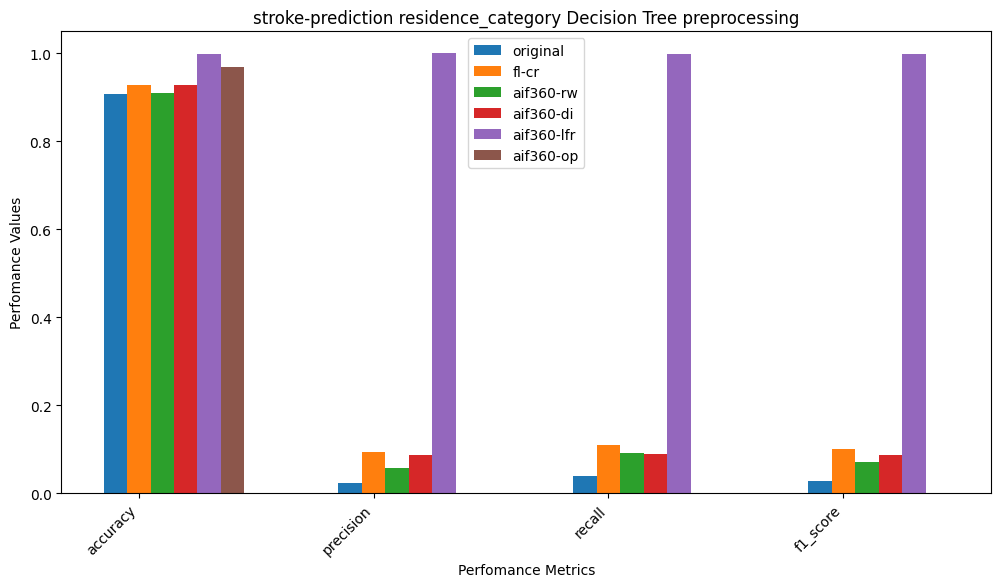 stroke-prediction residence_category Decision Tree preprocessing
original
fl-cr
aif360-rw
aif360-di
aif360-lfr
aif360-op
Perfomance Values
1.0
0.8
0.6
0.4
0.2
0.0
accuracy
precision
recall
f1_score
Perfomance Metrics